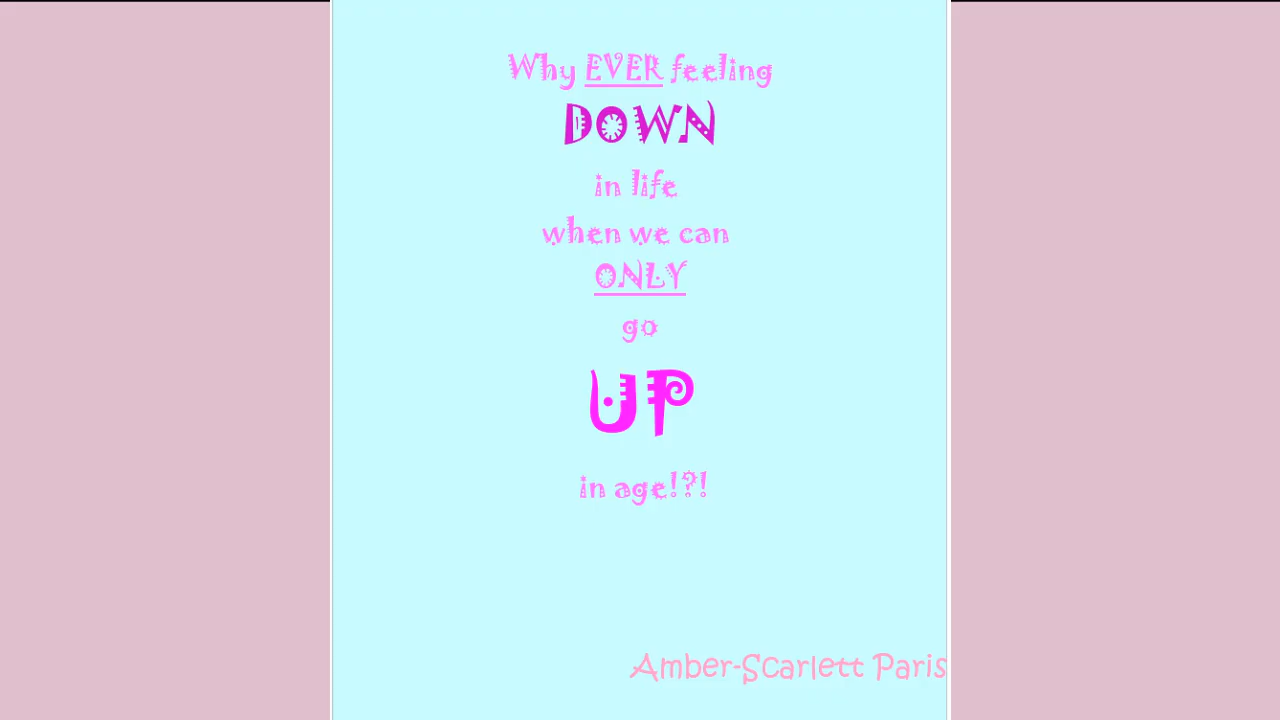 Why EVER feeling
DOWN
in life
when we can
ONLY
go
UP
in age!?!
Amber-Scarlett Paris